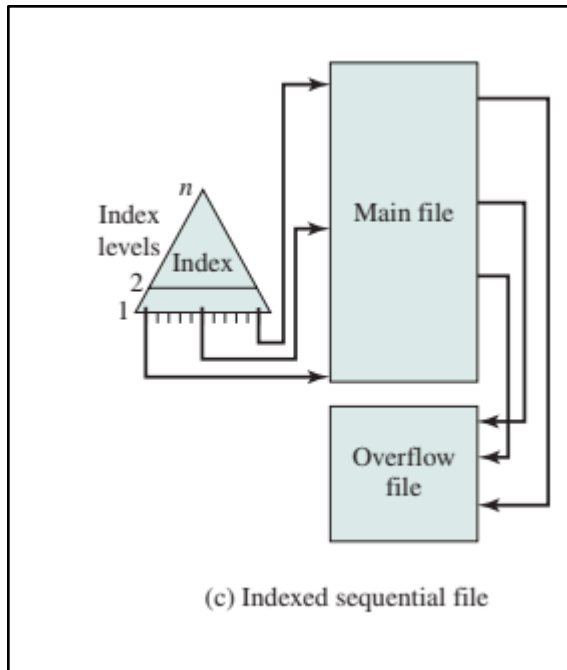 n
Index
levels
Index
2
1
Main file
Overflow
file
(c) Indexed sequential file